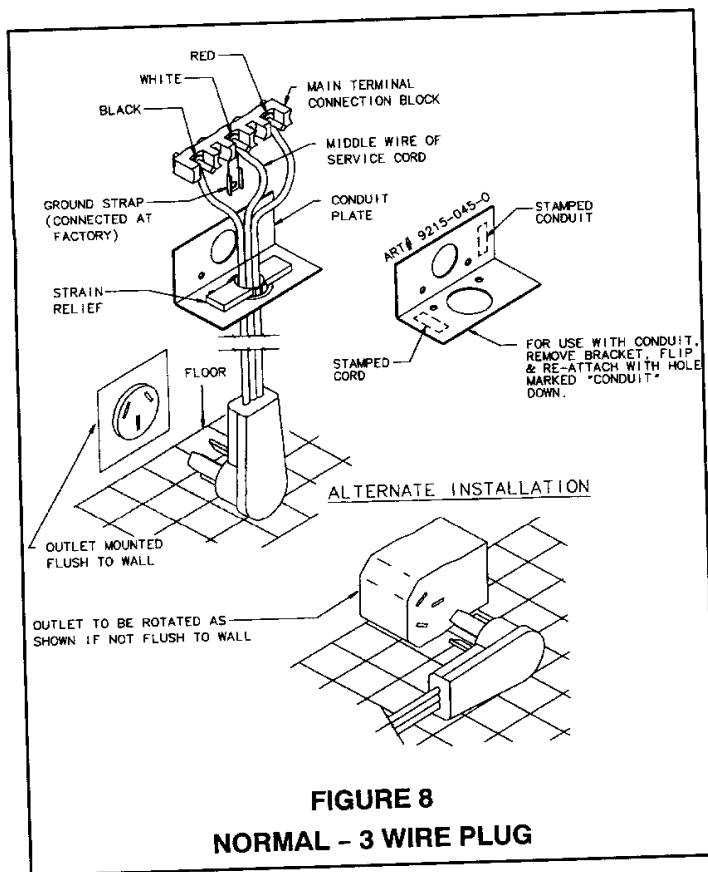 RED
WHITE
BLACK
MAIN TERMINAL
CONNECTION BLOCK
MIDDLE WIRE OF
SERVICE CORD
GROUND STRAP
(CONNECTED AT
FACTORY)
CONDUIT
PLATE
STRAIN
RELIEF
ART# 9215-045-0
STAMPED
CONDUIT
STAMPED
CORD
FOR USE WITH CONDUIT,
REMOVE BRACKET, FLIP
& RE-ATTACH WITH HOLE
MARKED "CONDUIT"
DOWN.
FLOOR
OUTLET MOUNTED
FLUSH TO WALL
ALTERNATE INSTALLATION
OUTLET TO BE ROTATED AS
SHOWN IF NOT FLUSH TO WALL
FIGURE 8
NORMAL – 3 WIRE PLUG